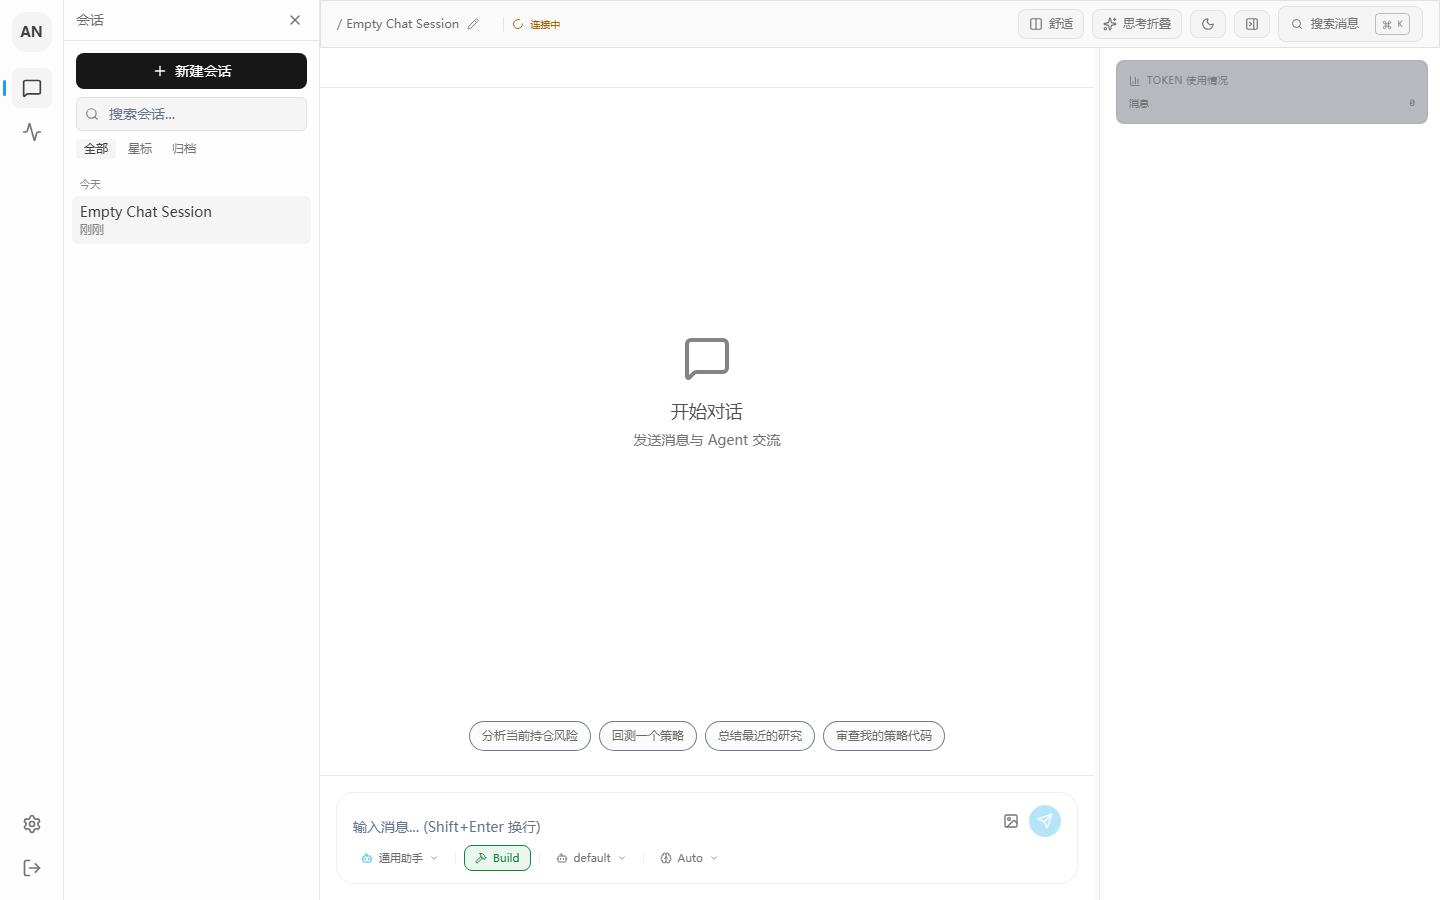 AN
会话
新建会话
搜索会话...
全部 星标 归档
今天
Empty Chat Session
刚刚
/ Empty Chat Session 连接中
舒适 思考折叠 搜索消息 ⌘ K
开始对话
发送消息与 Agent 交流
分析当前持仓风险 回测一个策略 总结最近的研究 审查我的策略代码
输入消息... (Shift+Enter 换行)
通用助手 Build default Auto
TOKEN 使用情况
消息 0